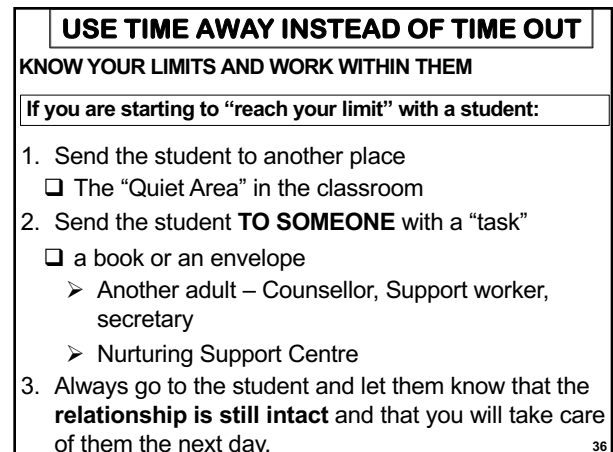 USE TIME AWAY INSTEAD OF TIME OUT
KNOW YOUR LIMITS AND WORK WITHIN THEM
If you are starting to “reach your limit” with a student:
1. Send the student to another place
❑ The “Quiet Area” in the classroom
2. Send the student TO SOMEONE with a “task”
❑ a book or an envelope
➢ Another adult – Counsellor, Support worker,
secretary
➢ Nurturing Support Centre
3. Always go to the student and let them know that the
relationship is still intact and that you will take care
of them the next day.
36